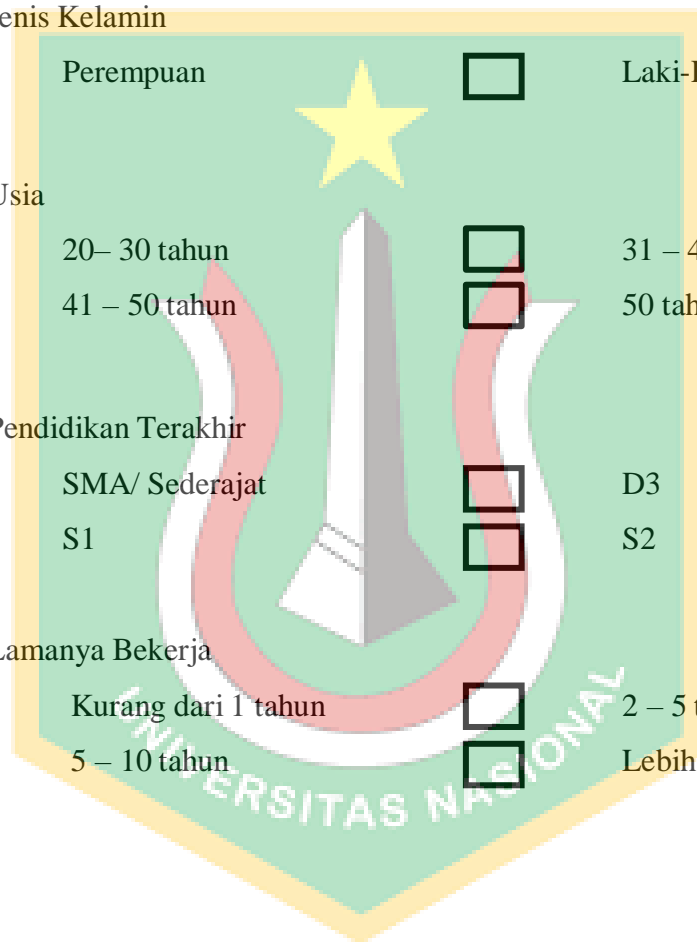 enis Kelamin
Perempuan Laki-
Usia
20– 30 tahun 31 – 4
41 – 50 tahun 50 tah
Pendidikan Terakhir
SMA/ Sederajat D3
S1 S2
Lamanya Bekerja
Kurang dari 1 tahun 2 – 5 t
5 – 10 tahun Lebih
UNIVERSITAS NASIONAL